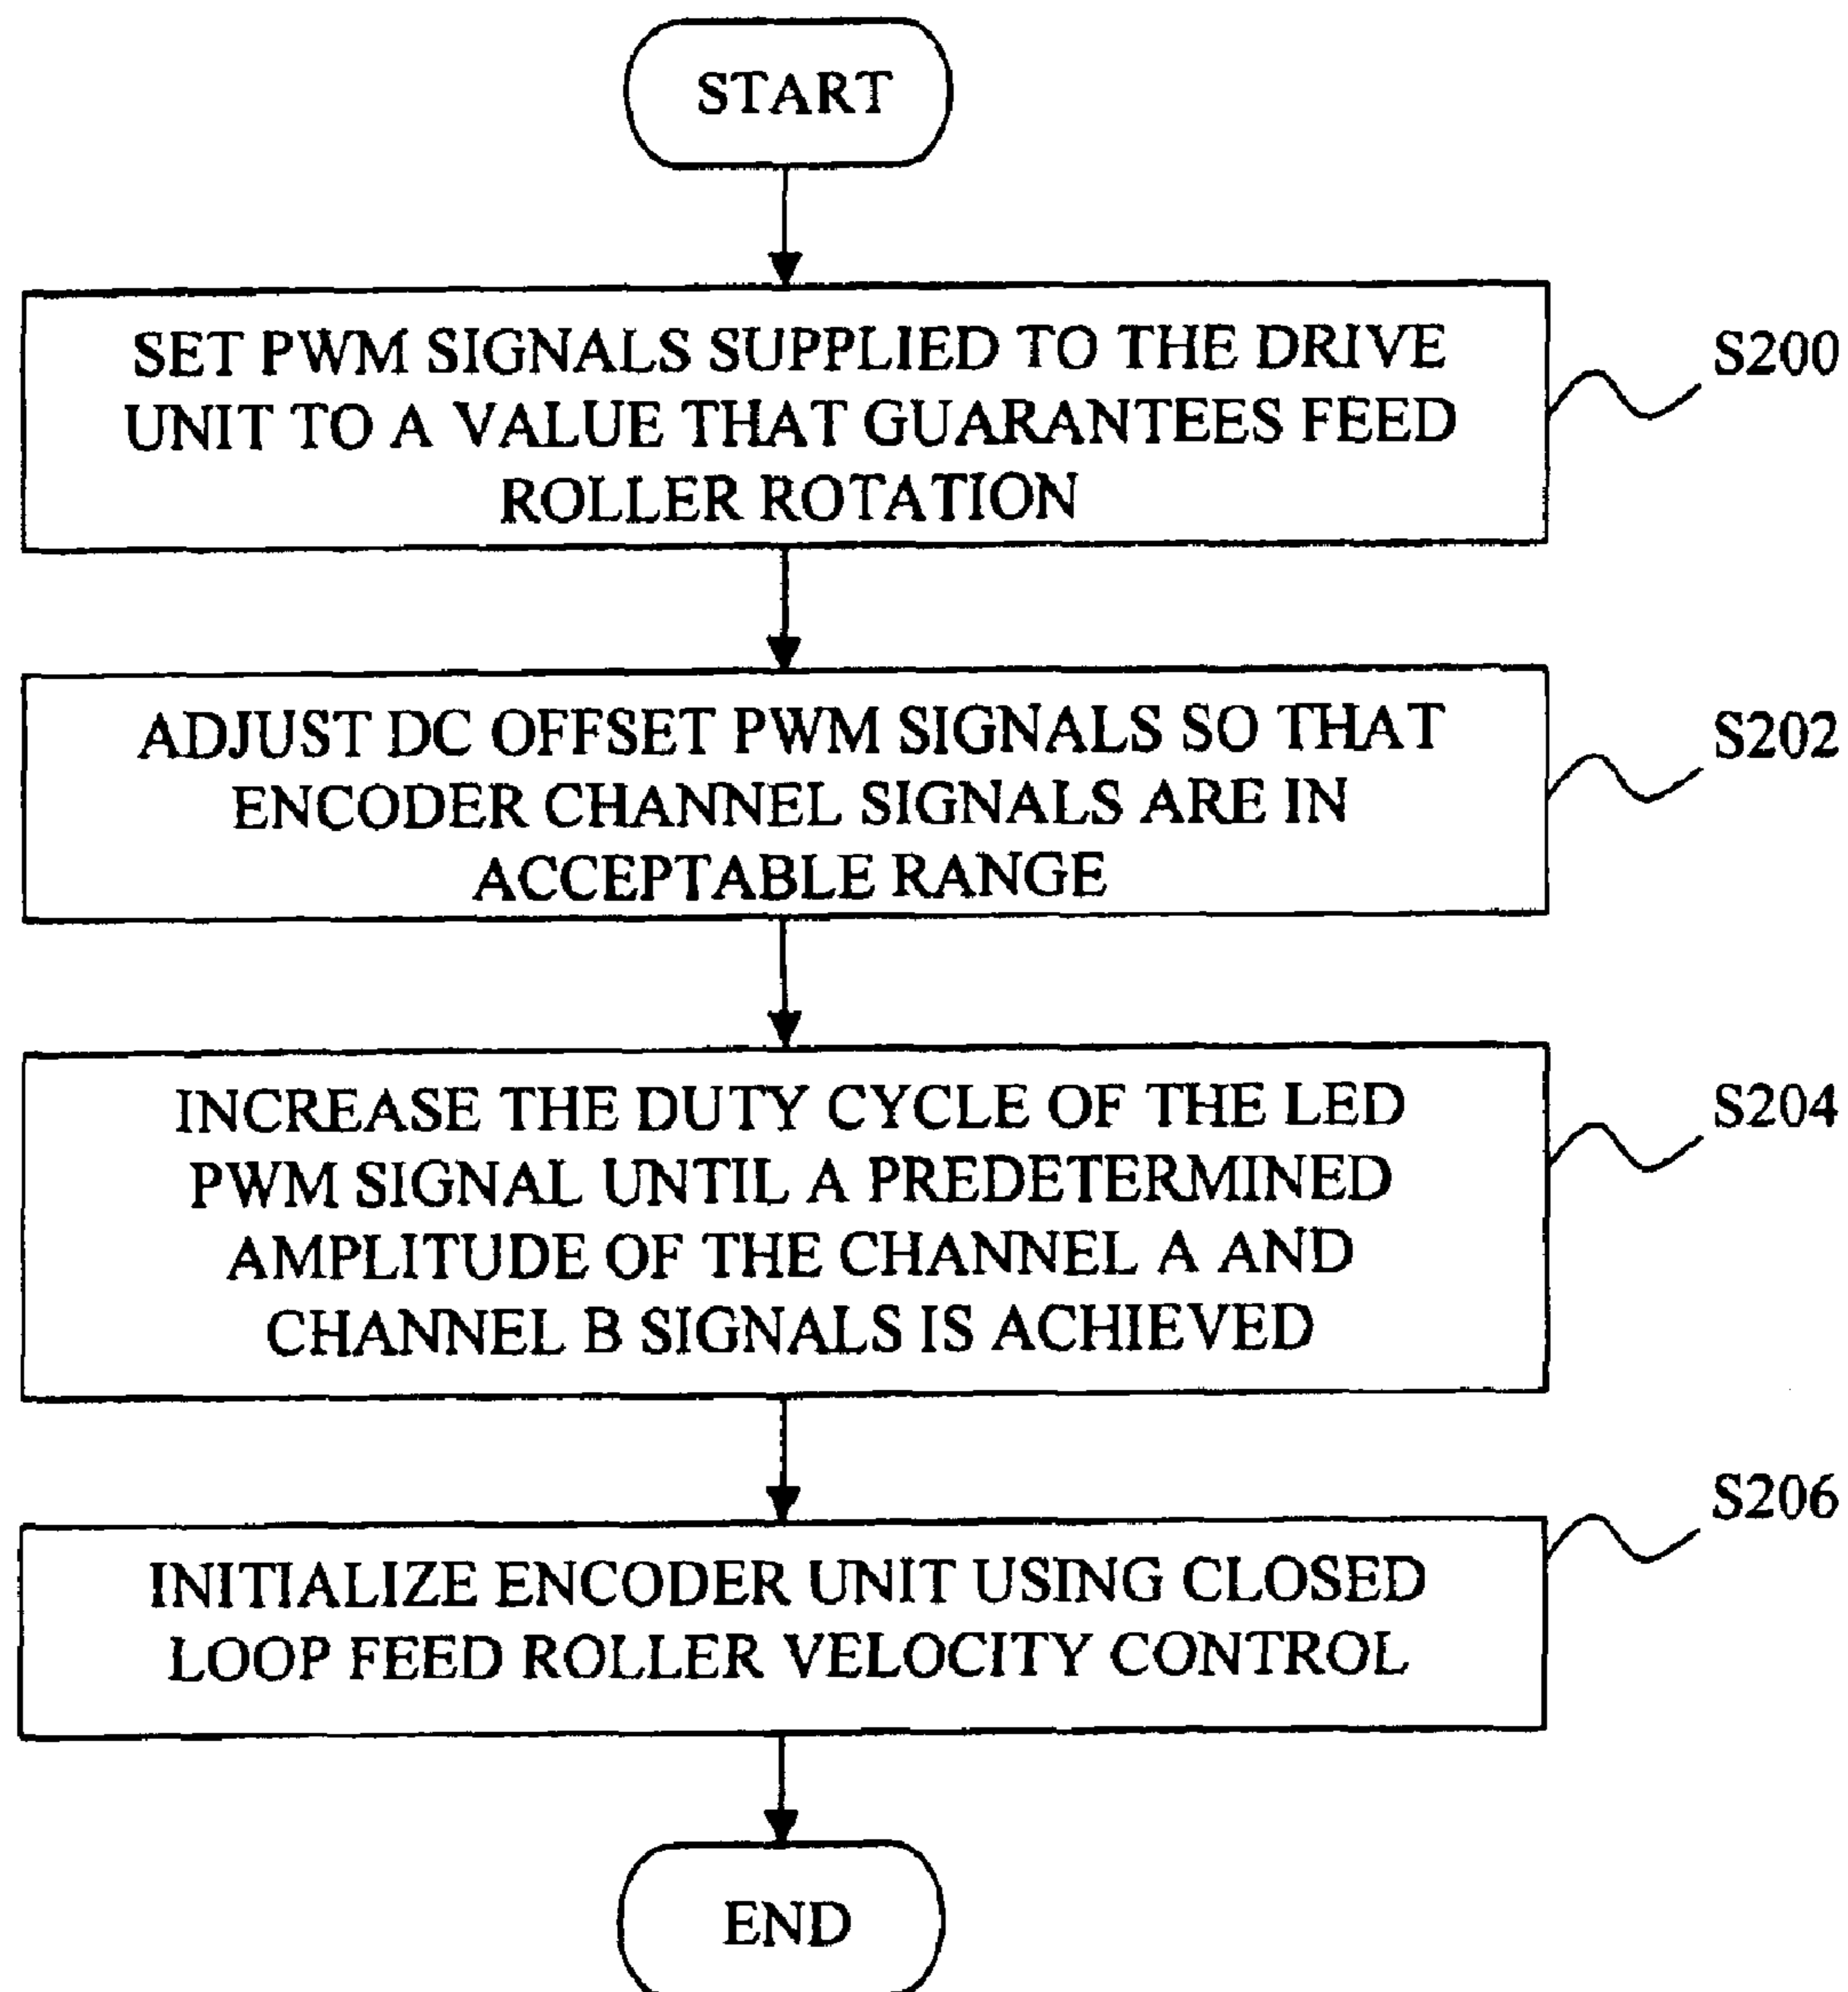 START
SET PWM SIGNALS SUPPLIED TO THE DRIVE
UNIT TO A VALUE THAT GUARANTEES FEED
ROLLER ROTATION
S200
ADJUST DC OFFSET PWM SIGNALS SO THAT
ENCODER CHANNEL SIGNALS ARE IN
ACCEPTABLE RANGE
S202
INCREASE THE DUTY CYCLE OF THE LED
PWM SIGNAL UNTIL A PREDETERMINED
AMPLITUDE OF THE CHANNEL A AND
CHANNEL B SIGNALS IS ACHIEVED
S204
INITIALIZE ENCODER UNIT USING CLOSED
LOOP FEED ROLLER VELOCITY CONTROL
S206
END